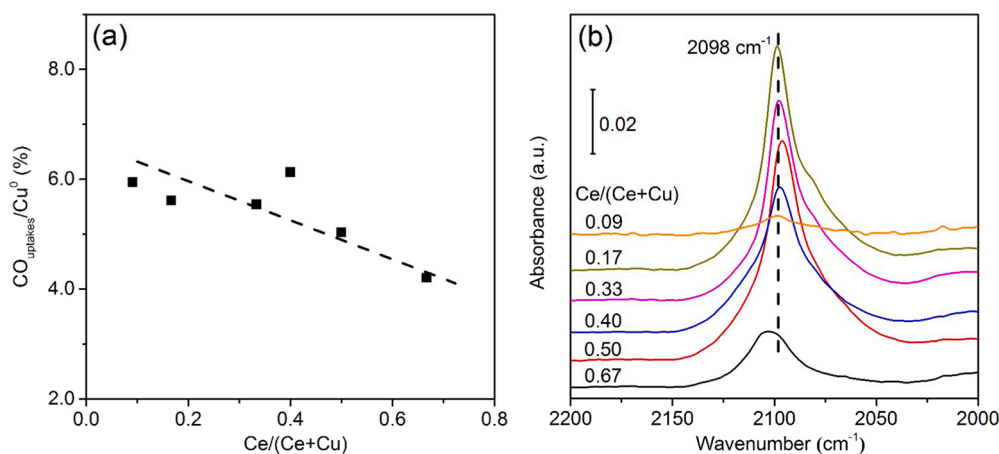 (a)
8.0
6.0
4.0
2.0
0.0 0.2 0.4 0.6 0.8
Ce/(Ce+Cu)
CO_uptakes/Cu⁰ (%)
(b)
2098 cm⁻¹
0.02
Ce/(Ce+Cu)
0.09
0.17
0.33
0.40
0.50
0.67
2200 2150 2100 2050 2000
Wavenumber (cm⁻¹)
Absorbance (a.u.)